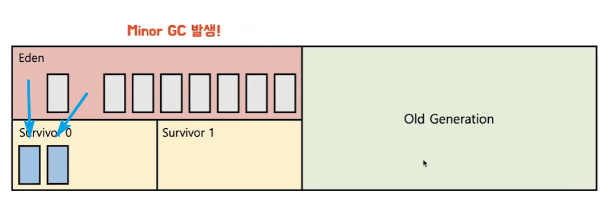 Minor GC 발생!
Eden
Survivor 0
Survivor 1
Old Generation